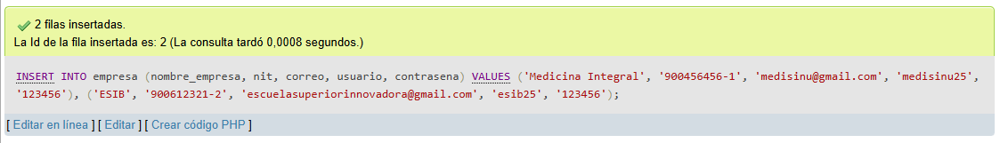 2 filas insertadas.
La Id de la fila insertada es: 2 (La consulta tardó 0,0008 segundos.)
INSERT INTO empresa (nombre_empresa, nit, correo, usuario, contrasena) VALUES ('Medicina Integral', '900456456-1', 'medisinu@gmail.com', 'medisinu25',
'123456'), ('ESIB', '900612321-2', 'escuelasuperiorinnovadora@gmail.com', 'esib25', '123456');
[ Editar en línea ] [ Editar ] [ Crear código PHP ]